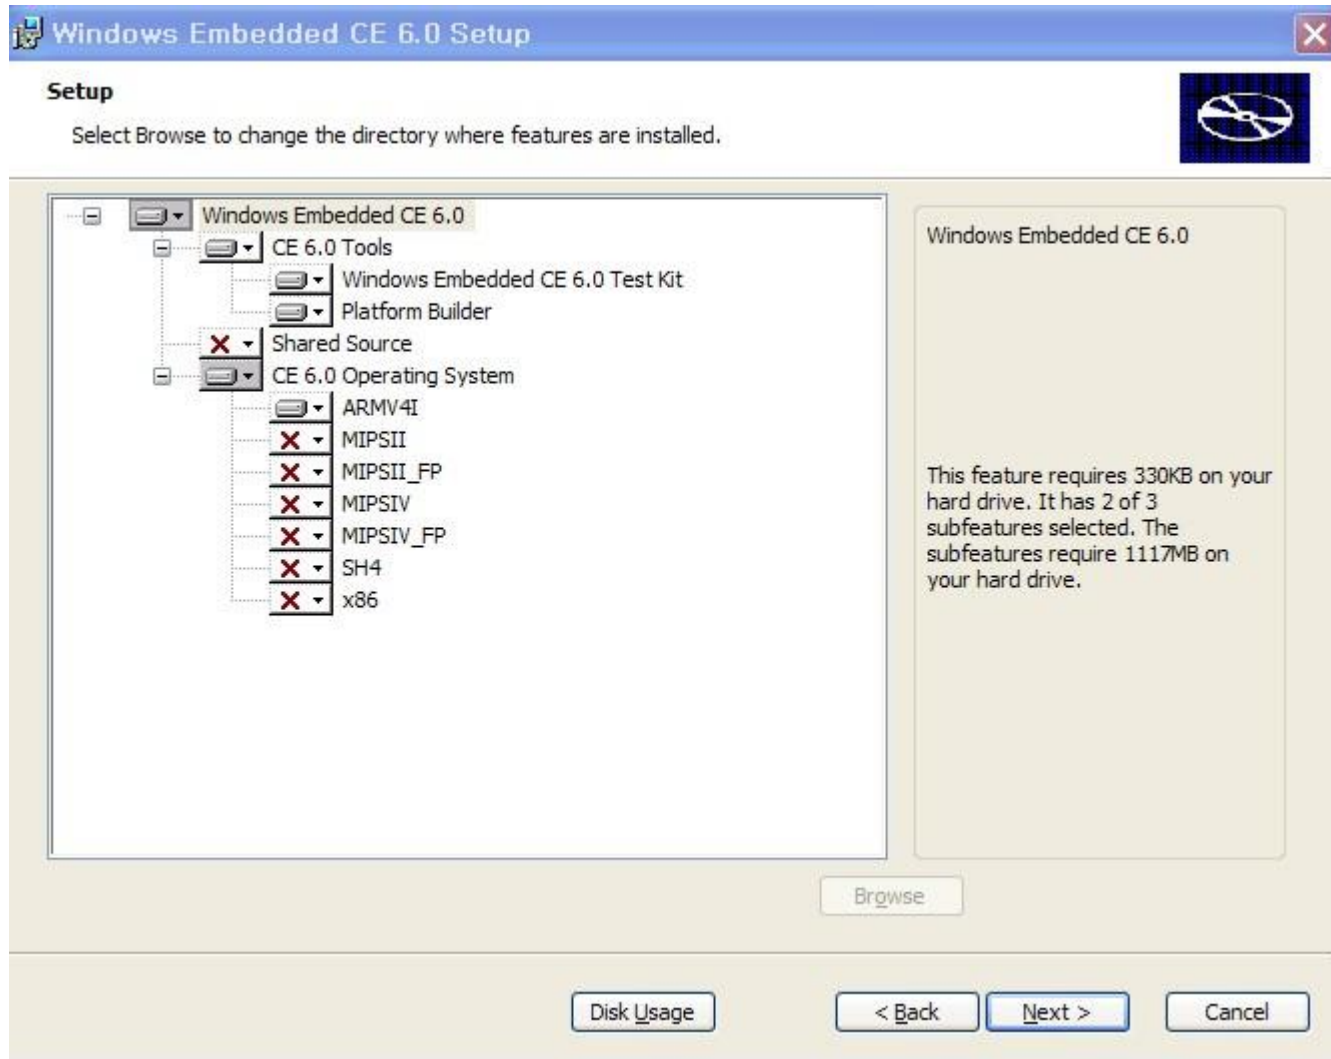 Windows Embedded CE 6.0 Setup
Setup
Select Browse to change the directory where features are installed.
Windows Embedded CE 6.0
CE 6.0 Tools
Windows Embedded CE 6.0 Test Kit
Platform Builder
Shared Source
CE 6.0 Operating System
ARMV4I
MIPSII
MIPSII_FP
MIPSIV
MIPSIV_FP
SH4
x86
Windows Embedded CE 6.0
This feature requires 330KB on your
hard drive. It has 2 of 3
subfeatures selected. The
subfeatures require 1117MB on
your hard drive.
Browse
Disk Usage
< Back
Next >
Cancel